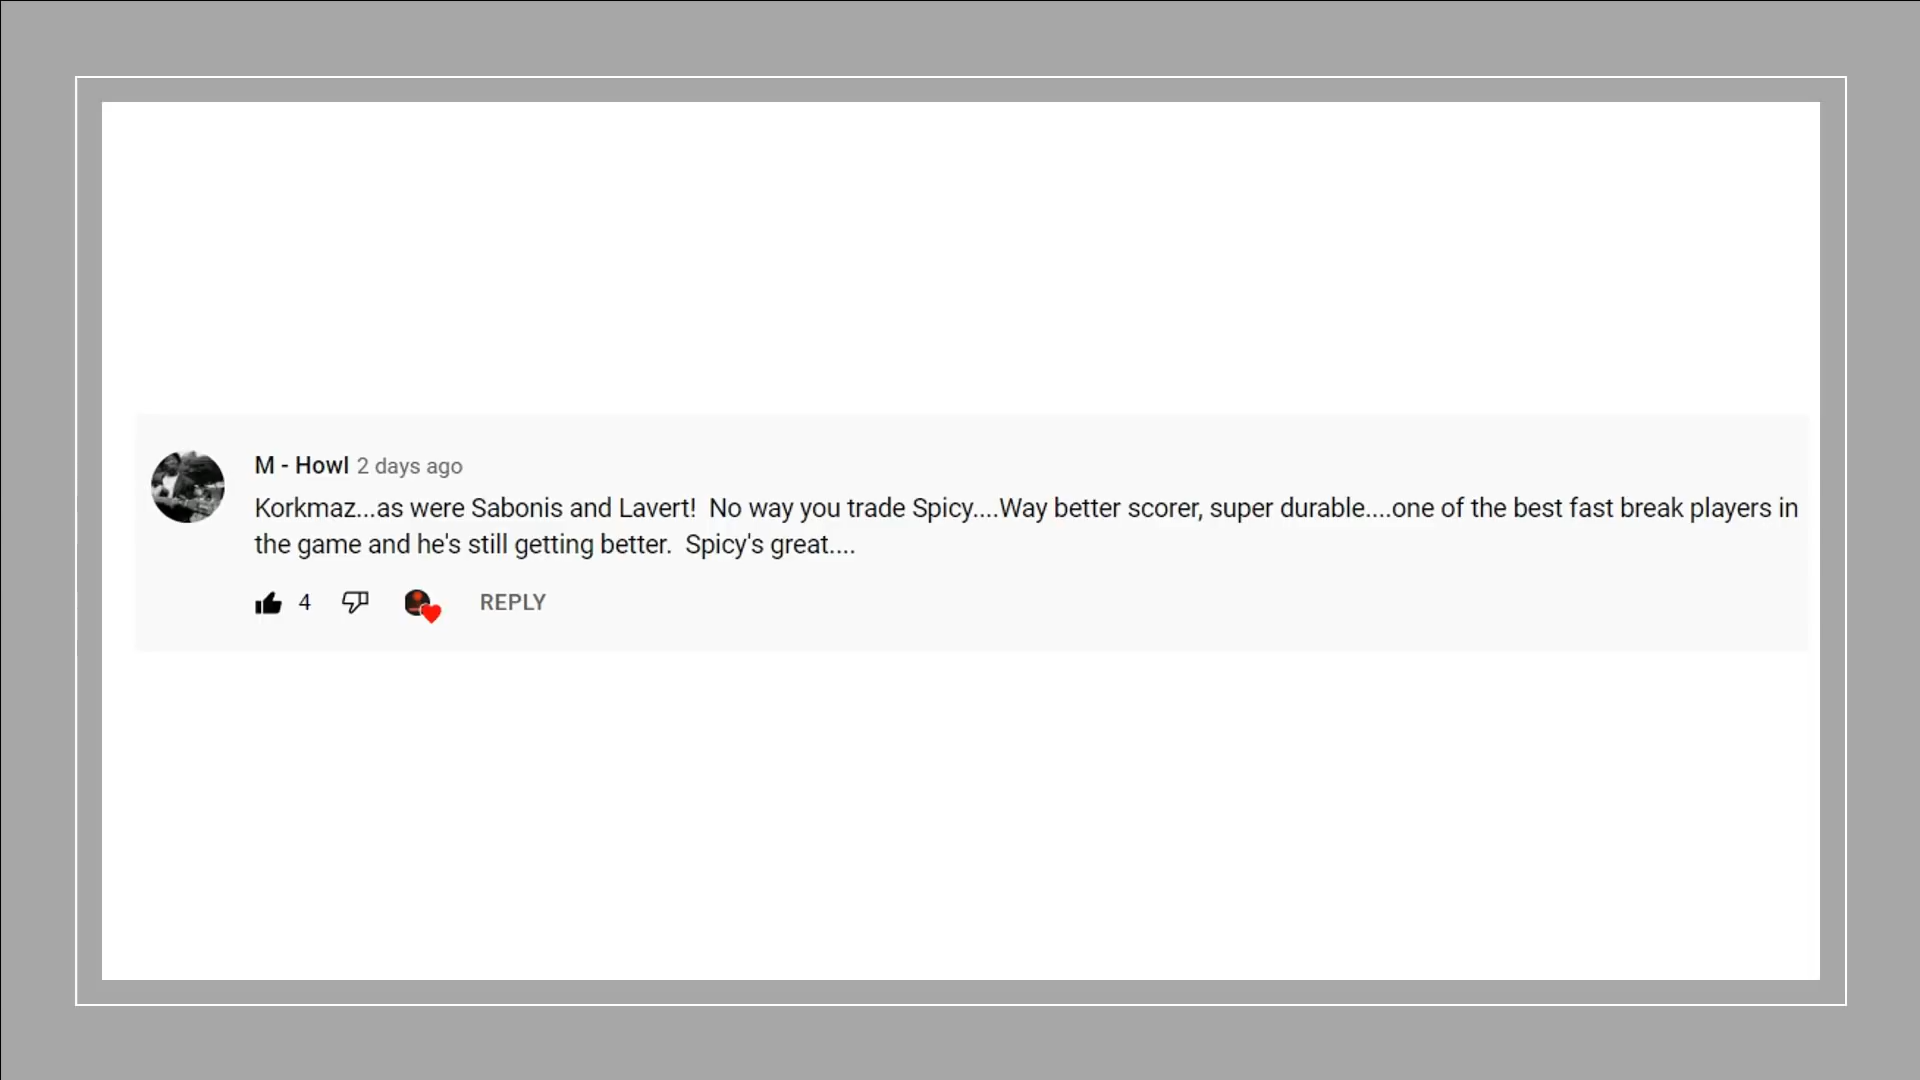 M - Howl 2 days ago
Korkmaz...as were Sabonis and Lavert!  No way you trade Spicy....Way better scorer, super durable....one of the best fast break players in
the game and he's still getting better.  Spicy's great....
4 REPLY